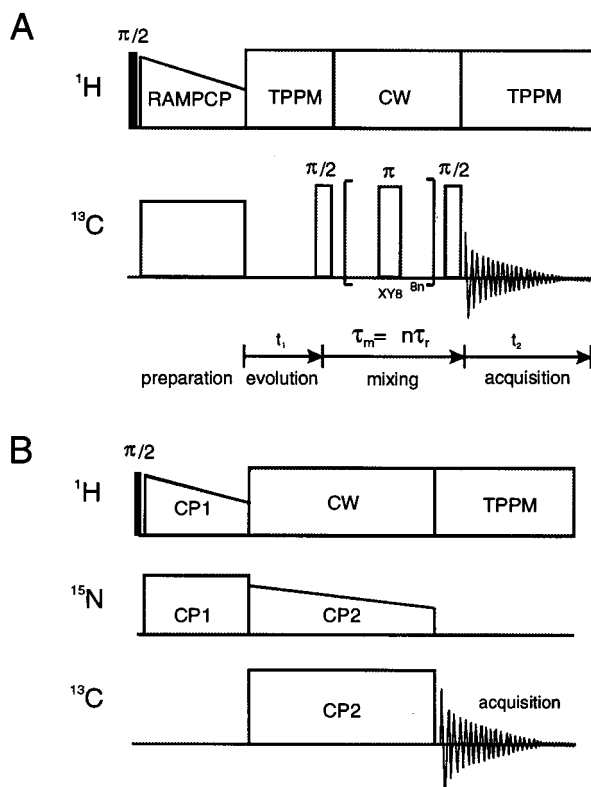 A
π/2
¹H
RAMPCP
TPPM
CW
TPPM
π/2
π
π/2
¹³C
XY8
8n
t₁
τₘ= nτᵣ
t₂
preparation
evolution
mixing
acquisition
B
π/2
¹H
CP1
CW
TPPM
¹⁵N
CP1
CP2
¹³C
CP2
acquisition